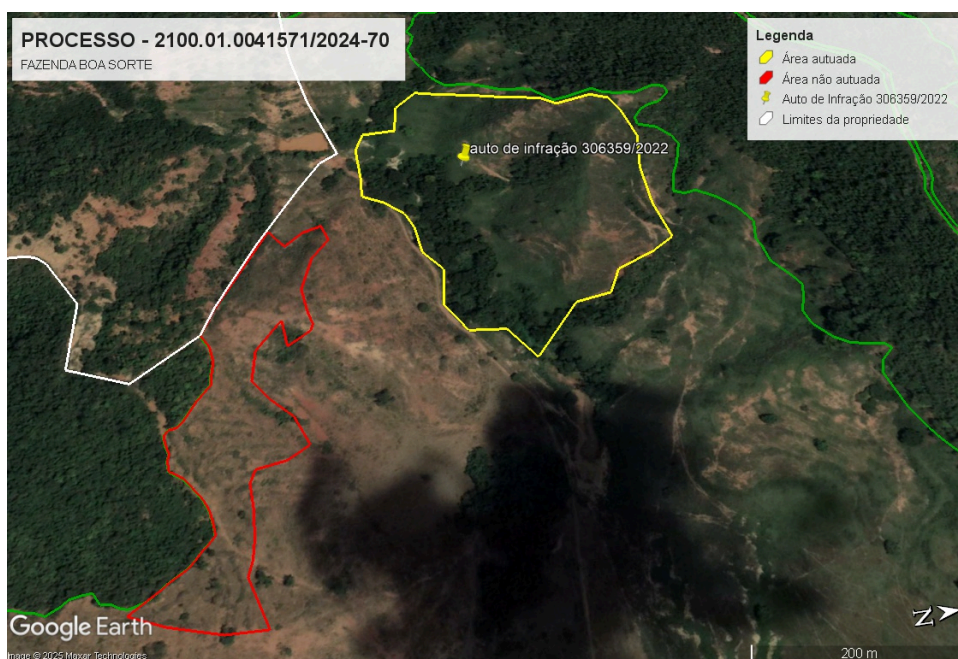 PROCESSO - 2100.01.0041571/2024-70
FAZENDA BOA SORTE
Legenda
Área autuada
Área não autuada
Auto de Infração 306359/2022
Limites da propriedade
auto de infração 306359/2022
N
Google Earth
Image © 2025 Maxar Technologies
200 m